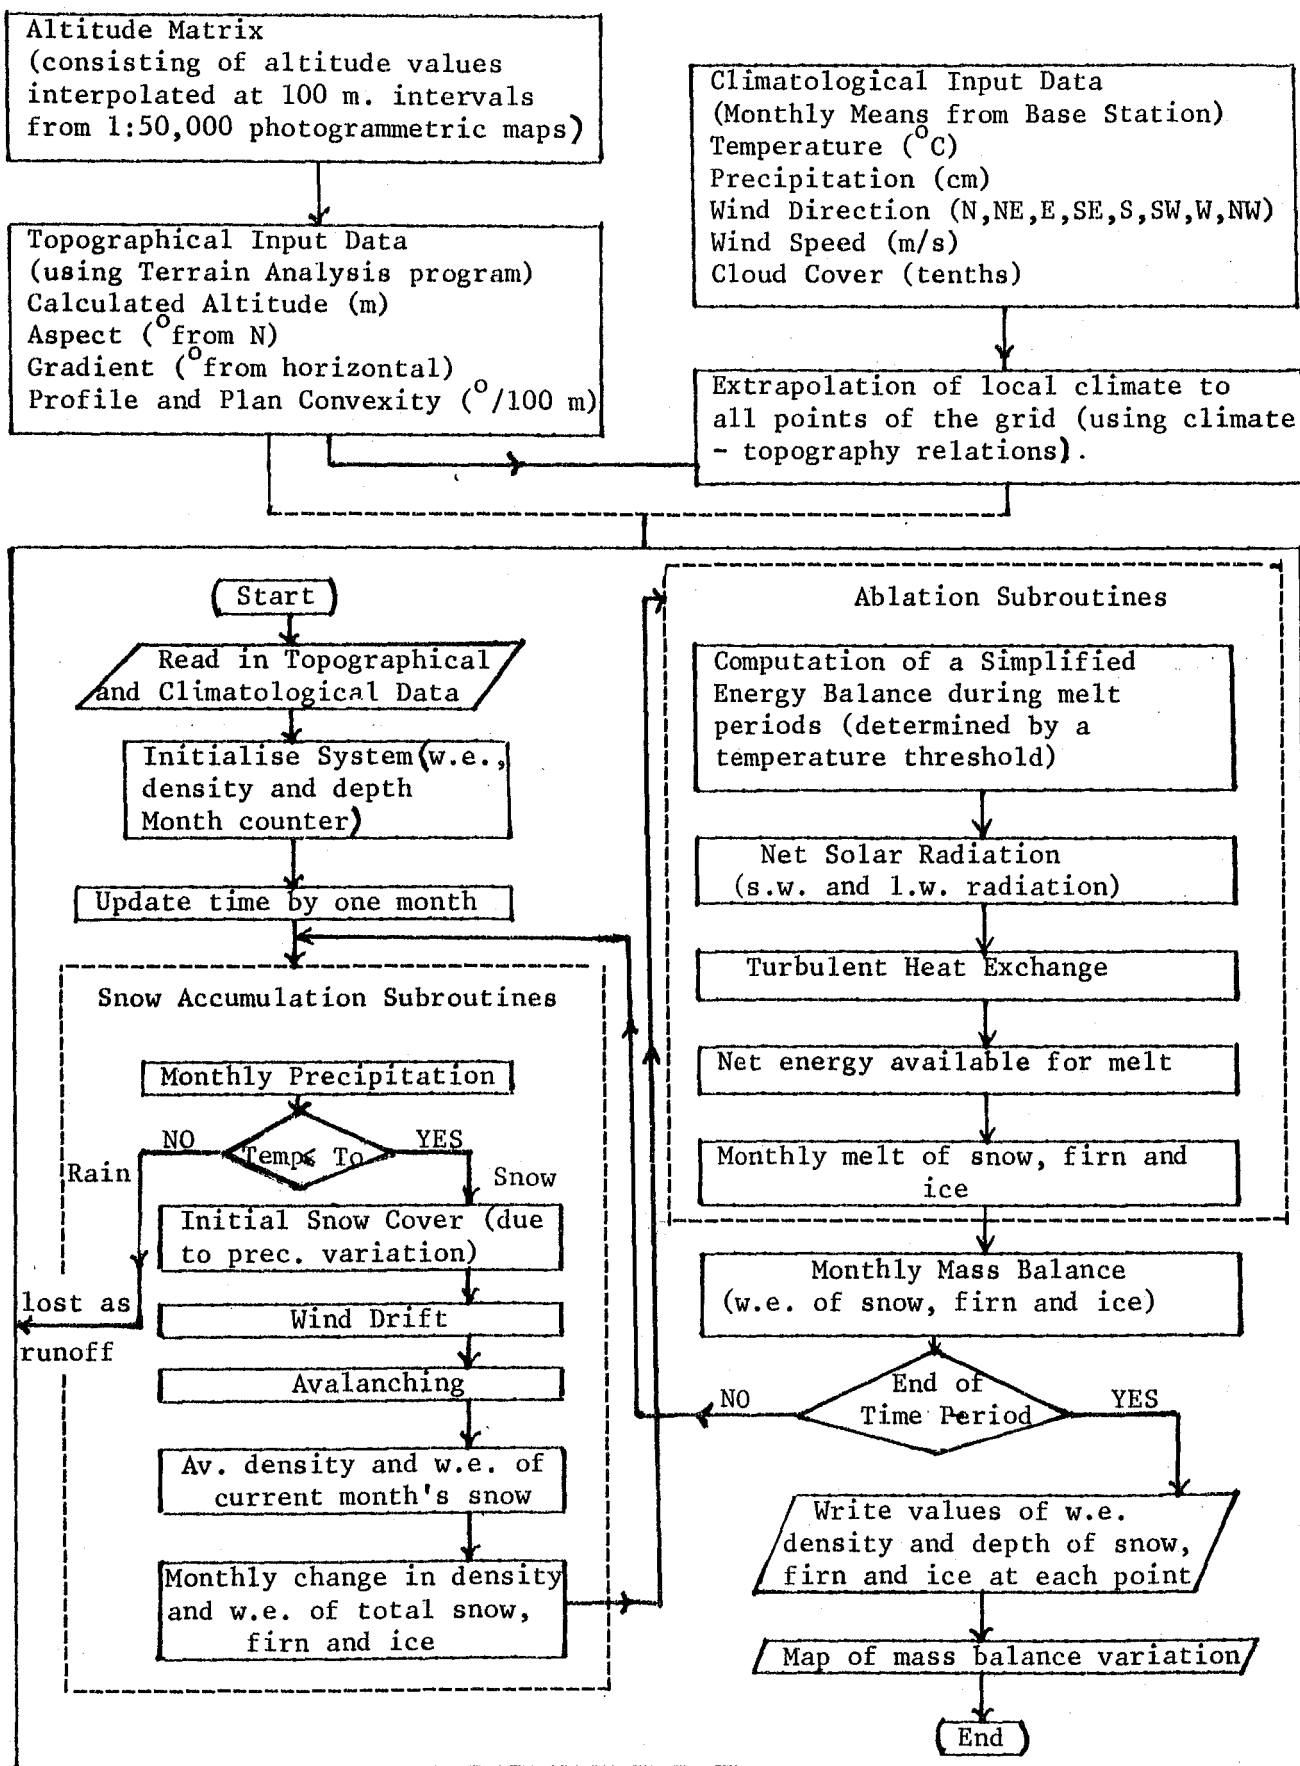 Altitude Matrix
(consisting of altitude values
interpolated at 100 m. intervals
from 1:50,000 photogrammetric maps)
Climatological Input Data
(Monthly Means from Base Station)
Temperature (°C)
Precipitation (cm)
Wind Direction (N,NE,E,SE,S,SW,W,NW)
Wind Speed (m/s)
Cloud Cover (tenths)
Topographical Input Data
(using Terrain Analysis program)
Calculated Altitude (m)
Aspect (°from N)
Gradient (°from horizontal)
Profile and Plan Convexity (°/100 m)
Extrapolation of local climate to
all points of the grid (using climate
- topography relations).
Start
Read in Topographical
and Climatological Data
Initialise System (w.e.,
density and depth
Month counter)
Update time by one month
Snow Accumulation Subroutines
Monthly Precipitation
Temp< To
NO
YES
Rain
Snow
Initial Snow Cover (due
to prec. variation)
lost as
runoff
Wind Drift
Avalanching
Av. density and w.e. of
current month's snow
Monthly change in density
and w.e. of total snow,
firn and ice
Ablation Subroutines
Computation of a Simplified
Energy Balance during melt
periods (determined by a
temperature threshold)
Net Solar Radiation
(s.w. and l.w. radiation)
Turbulent Heat Exchange
Net energy available for melt
Monthly melt of snow, firn and
ice
Monthly Mass Balance
(w.e. of snow, firn and ice)
End of
Time Period
NO
YES
Write values of w.e.
density and depth of snow,
firn and ice at each point
Map of mass balance variation
End